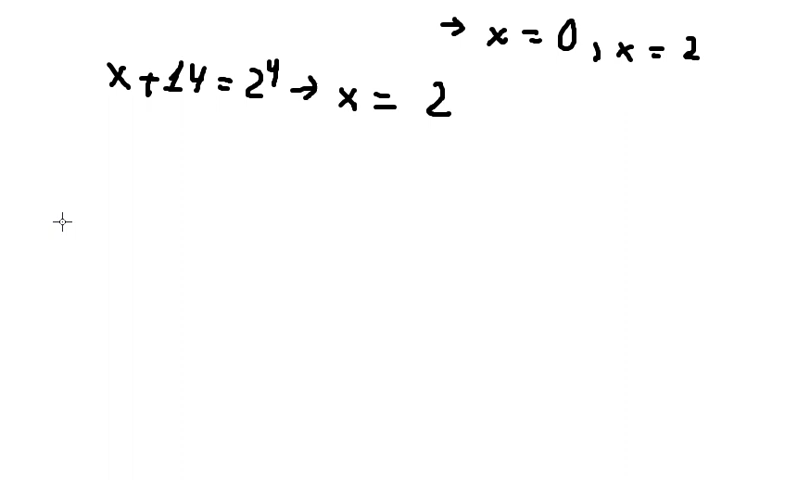 → x = 0, x = 2
x + 14 = 2⁴ → x = 2